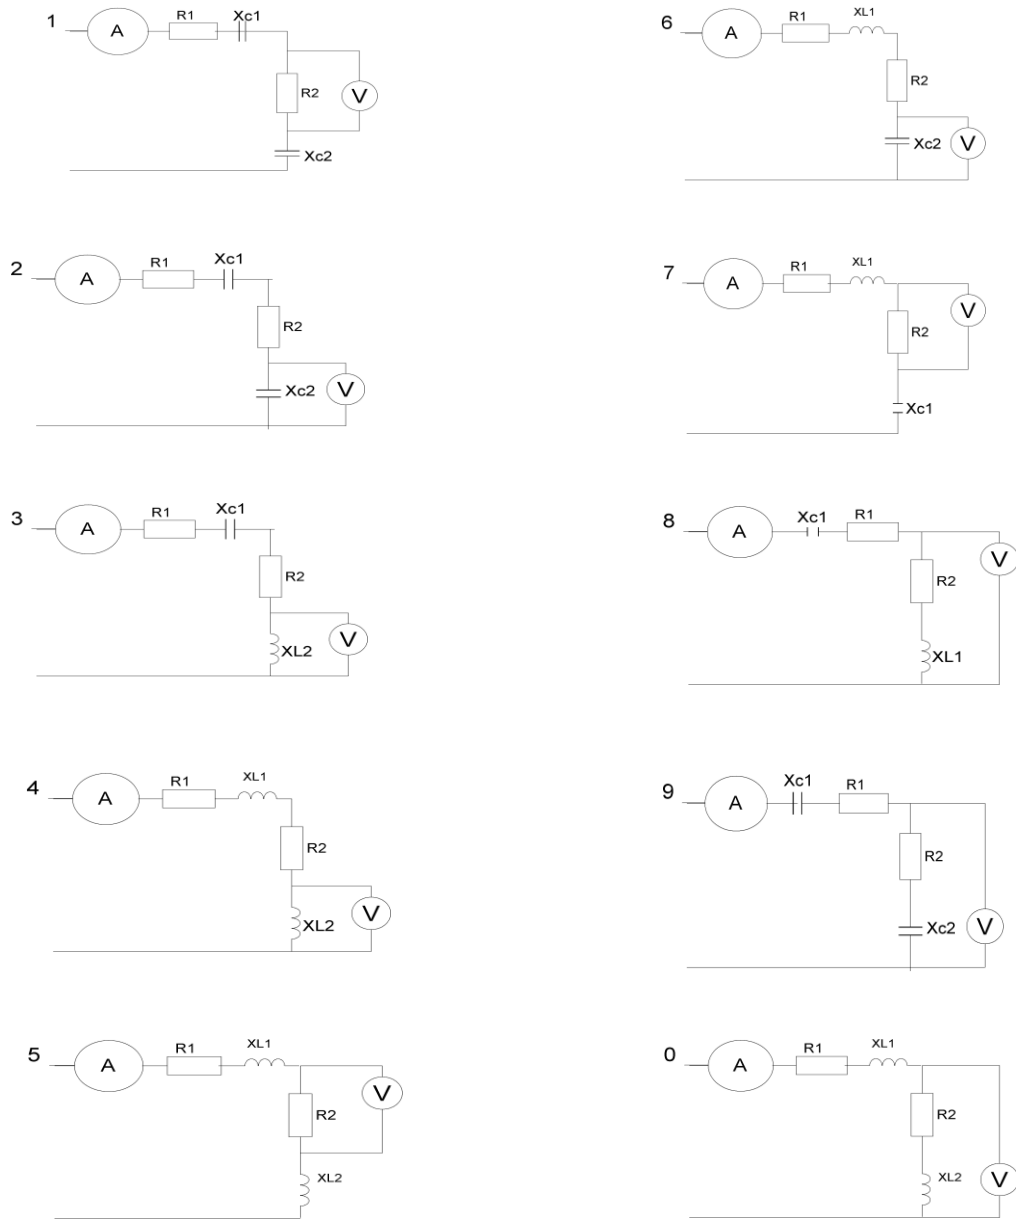 1 A R1 Xc1
R2 V
Xc2
2 A R1 Xc1
R2
Xc2 V
3 A R1 Xc1
R2
XL2 V
4 A R1 XL1
R2
XL2 V
5 A R1 XL1
R2 V
XL2
6 A R1 XL1
R2
Xc2 V
7 A R1 XL1
R2 V
Xc1
8 A Xc1 R1
R2 V
XL1
9 A Xc1 R1
R2
Xc2 V
0 A R1 XL1
R2
XL2 V